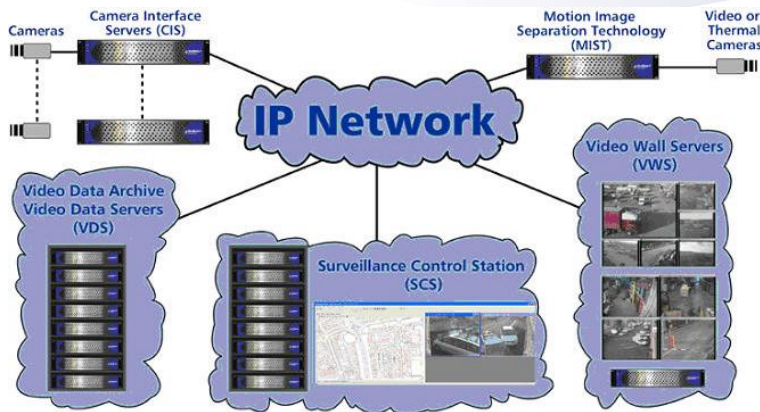 Cameras
Camera Interface
Servers (CIS)
Motion Image
Separation Technology
(MIST)
Video or
Thermal
Cameras
IP Network
Video Data Archive
Video Data Servers
(VDS)
Surveillance Control Station
(SCS)
Video Wall Servers
(VWS)